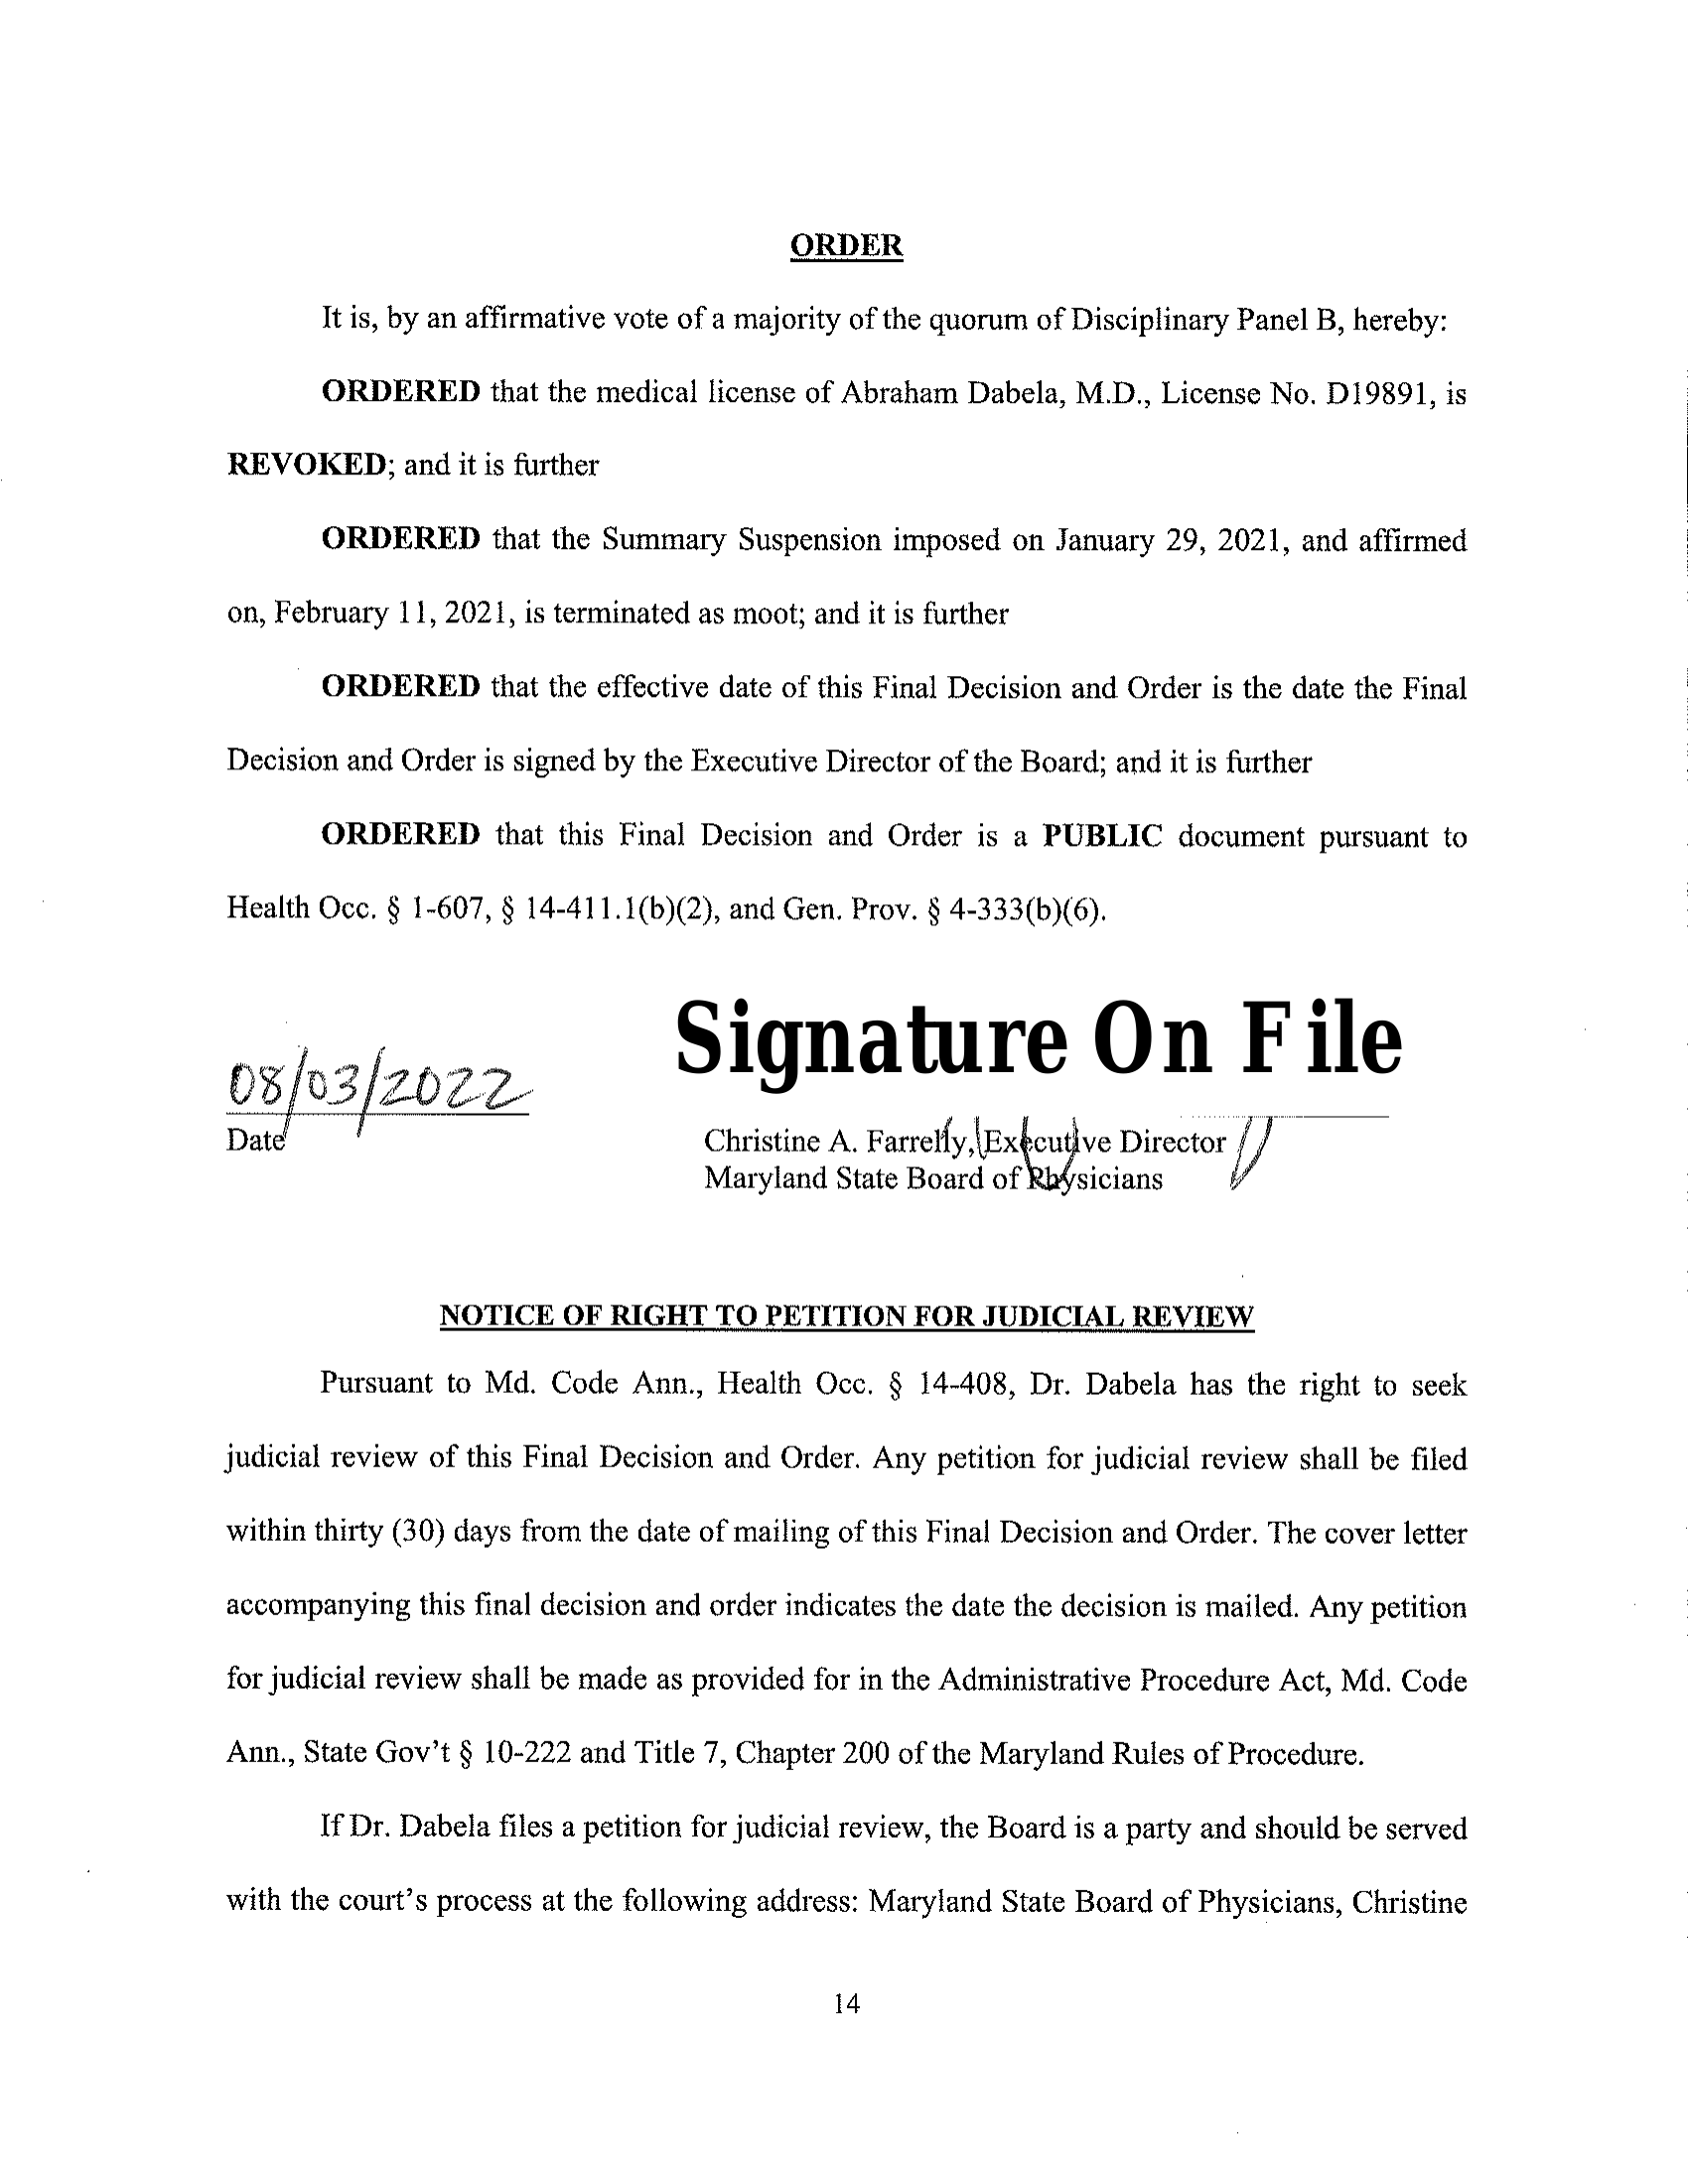 ORDER
It is, by an affirmative vote of a majority of the quorum of Disciplinary Panel B, hereby:
ORDERED that the medical license of Abraham Dabela, M.D., License No. D19891, is
REVOKED; and it is further
ORDERED that the Summary Suspension imposed on January 29, 2021, and affirmed
on, February 11, 2021, is terminated as moot; and it is further
ORDERED that the effective date of this Final Decision and Order is the date the Final
Decision and Order is signed by the Executive Director of the Board; and it is further
ORDERED that this Final Decision and Order is a PUBLIC document pursuant to
Health Occ. § 1-607, § 14-411.1(b)(2), and Gen. Prov. § 4-333(b)(6).
Signature On File
08/03/2022
Date
Christine A. Farrelly, Executive Director
Maryland State Board of Physicians
NOTICE OF RIGHT TO PETITION FOR JUDICIAL REVIEW
Pursuant to Md. Code Ann., Health Occ. § 14-408, Dr. Dabela has the right to seek
judicial review of this Final Decision and Order. Any petition for judicial review shall be filed
within thirty (30) days from the date of mailing of this Final Decision and Order. The cover letter
accompanying this final decision and order indicates the date the decision is mailed. Any petition
for judicial review shall be made as provided for in the Administrative Procedure Act, Md. Code
Ann., State Gov't § 10-222 and Title 7, Chapter 200 of the Maryland Rules of Procedure.
If Dr. Dabela files a petition for judicial review, the Board is a party and should be served
with the court's process at the following address: Maryland State Board of Physicians, Christine
14